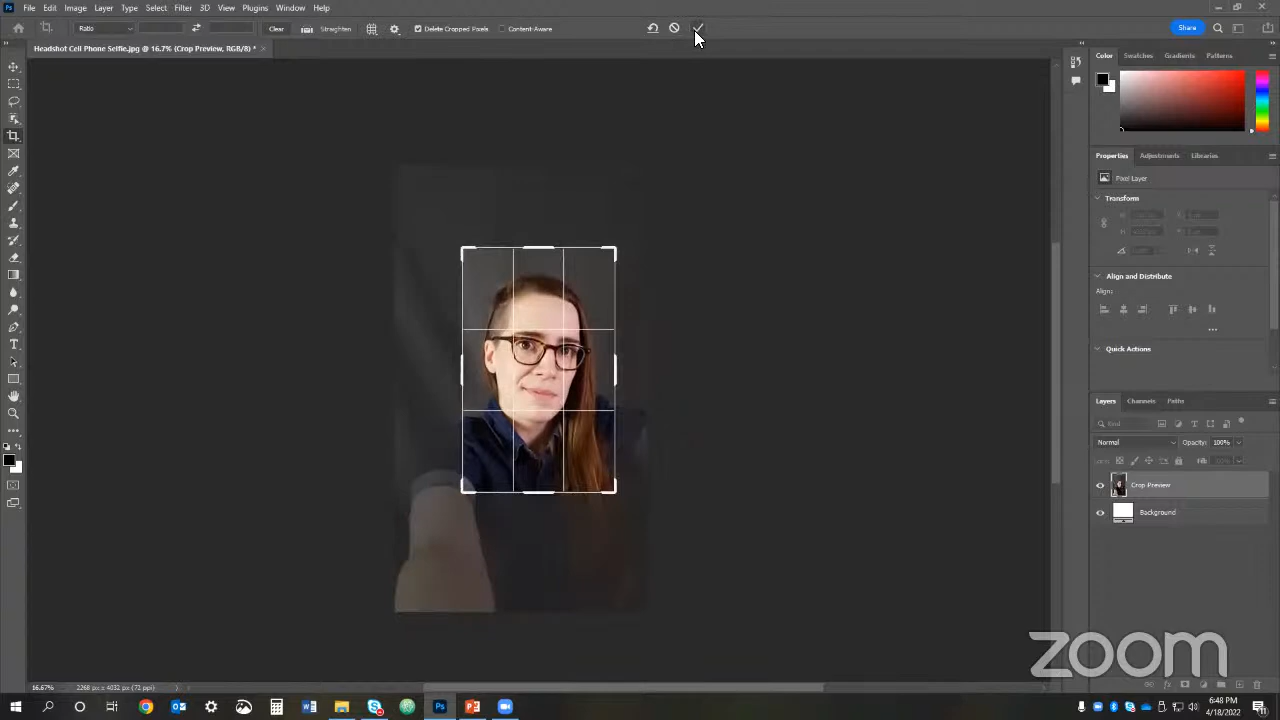 Ps File Edit Image Layer Type Select Filter 3D View Plugins Window Help
Ratio Clear Straighten Delete Cropped Pixels Content-Aware Share
Headshot Cell Phone Selfie.jpg @ 16.7% (Crop Preview, RGB/8) *
Color Swatches Gradients Patterns
Properties Adjustments Libraries
Pixel Layer
Transform
Align and Distribute
Align:
Quick Actions
Layers Channels Paths
Kind
Normal Opacity: 100%
Fill:
Crop Preview
Background
zoom
16.67% 2268 px x 4032 px (72 ppi)
6:48 PM
4/18/2022